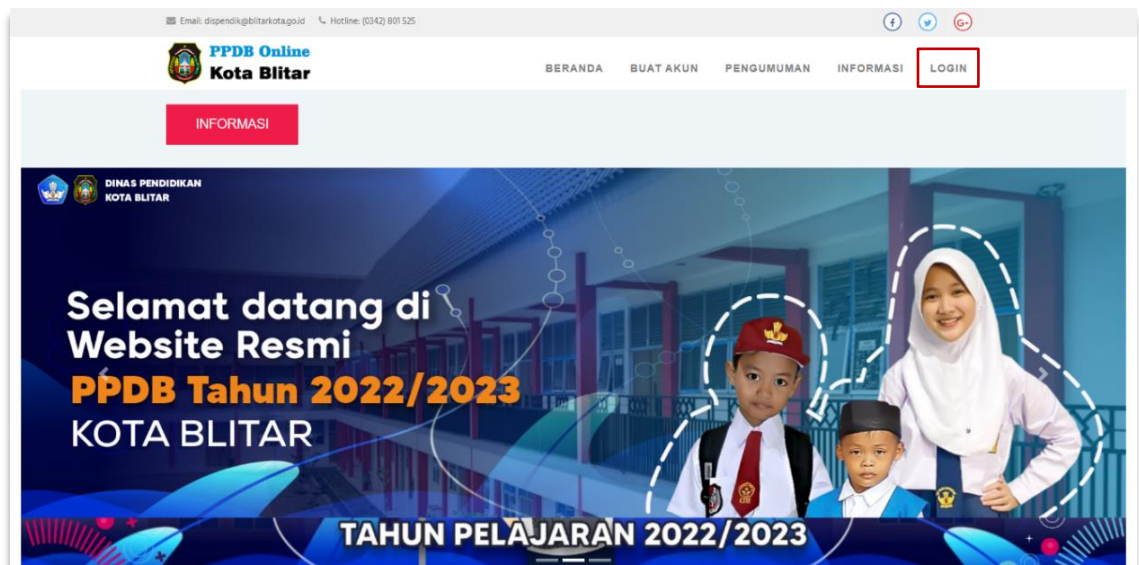 Email: dispendik@blitarkota.go.id Hotline: (0342) 801 525
PPDB Online
Kota Blitar
BERANDA BUAT AKUN PENGUMUMAN INFORMASI LOGIN
INFORMASI
DINAS PENDIDIKAN
KOTA BLITAR
Selamat datang di
Website Resmi
PPDB Tahun 2022/2023
KOTA BLITAR
TAHUN PELAJARAN 2022/2023